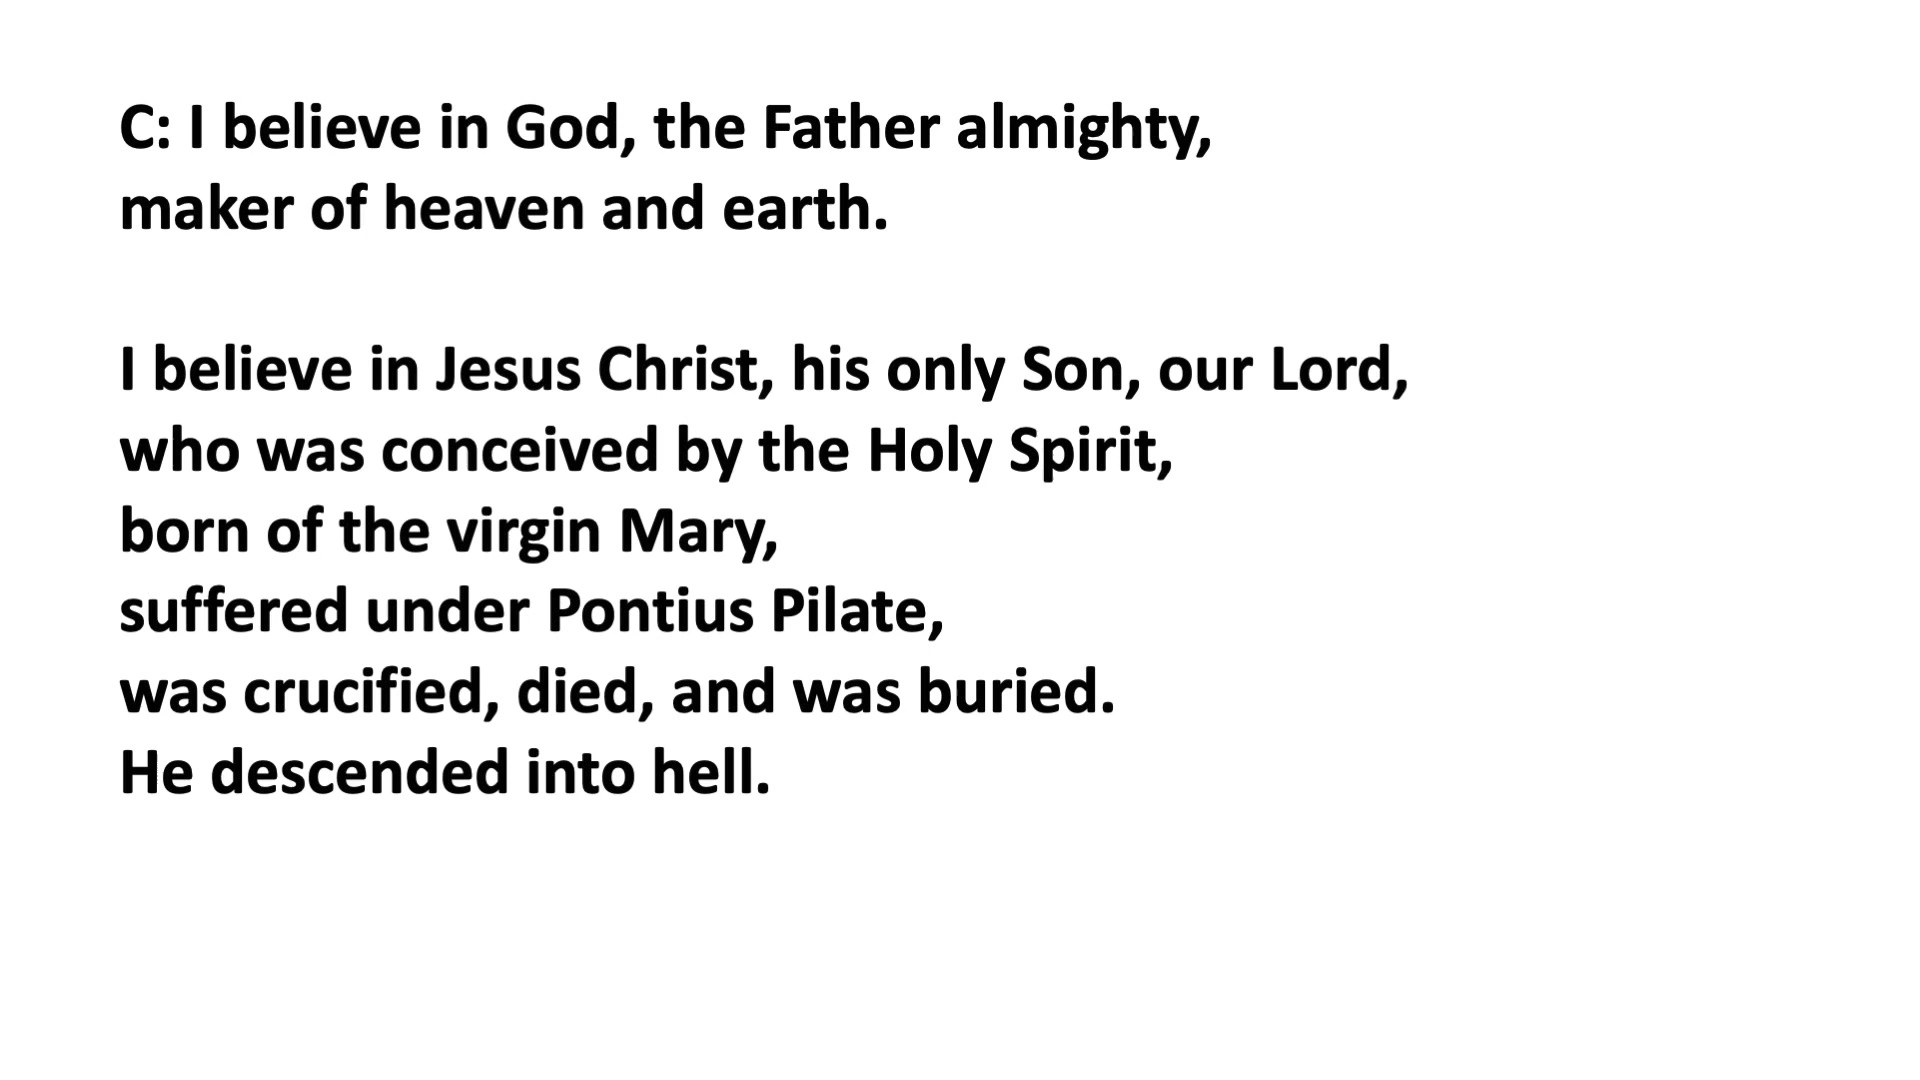 C: I believe in God, the Father almighty,
maker of heaven and earth.
I believe in Jesus Christ, his only Son, our Lord,
who was conceived by the Holy Spirit,
born of the virgin Mary,
suffered under Pontius Pilate,
was crucified, died, and was buried.
He descended into hell.